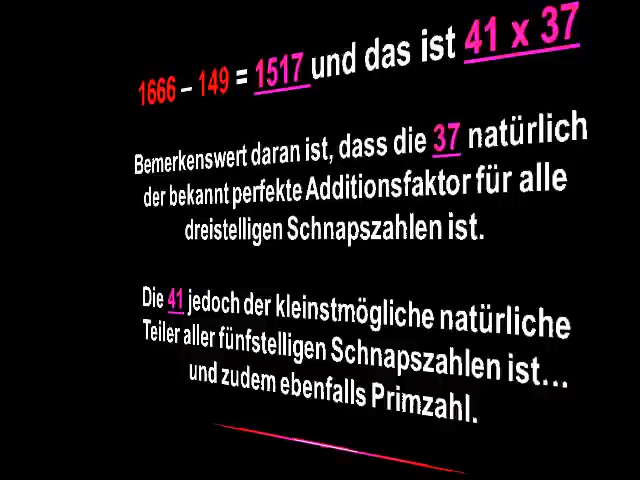 1666 – 149 = 1517 und das ist 41 x 37
Bemerkenswert daran ist, dass die 37 natürlich
der bekannt perfekte Additionsfaktor für alle
dreistelligen Schnapszahlen ist.
Die 41 jedoch der kleinstmögliche natürliche
Teiler aller fünfstelligen Schnapszahlen ist...
und zudem ebenfalls Primzahl.